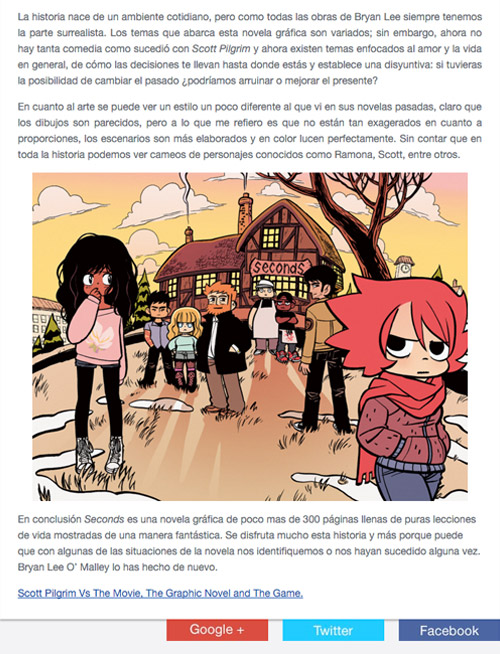 La historia nace de un ambiente cotidiano, pero como todas las obras de Bryan Lee siempre tenemos
la parte surrealista. Los temas que abarca esta novela gráfica son variados; sin embargo, ahora no
hay tanta comedia como sucedió con Scott Pilgrim y ahora existen temas enfocados al amor y la vida
en general, de cómo las decisiones te llevan hasta donde estás y establece una disyuntiva: si tuvieras
la posibilidad de cambiar el pasado ¿podríamos arruinar o mejorar el presente?
En cuanto al arte se puede ver un estilo un poco diferente al que vi en sus novelas pasadas, claro que
los dibujos son parecidos, pero a lo que me refiero es que no están tan exagerados en cuanto a
proporciones, los escenarios son más elaborados y en color lucen perfectamente. Sin contar que en
toda la historia podemos ver cameos de personajes conocidos como Ramona, Scott, entre otros.
seconds
En conclusión Seconds es una novela gráfica de poco mas de 300 páginas llenas de puras lecciones
de vida mostradas de una manera fantástica. Se disfruta mucho esta historia y más porque puede
que con algunas de las situaciones de la novela nos identifiquemos o nos hayan sucedido alguna vez.
Bryan Lee O' Malley lo has hecho de nuevo.
Scott Pilgrim Vs The Movie, The Graphic Novel and The Game.
Google + Twitter Facebook